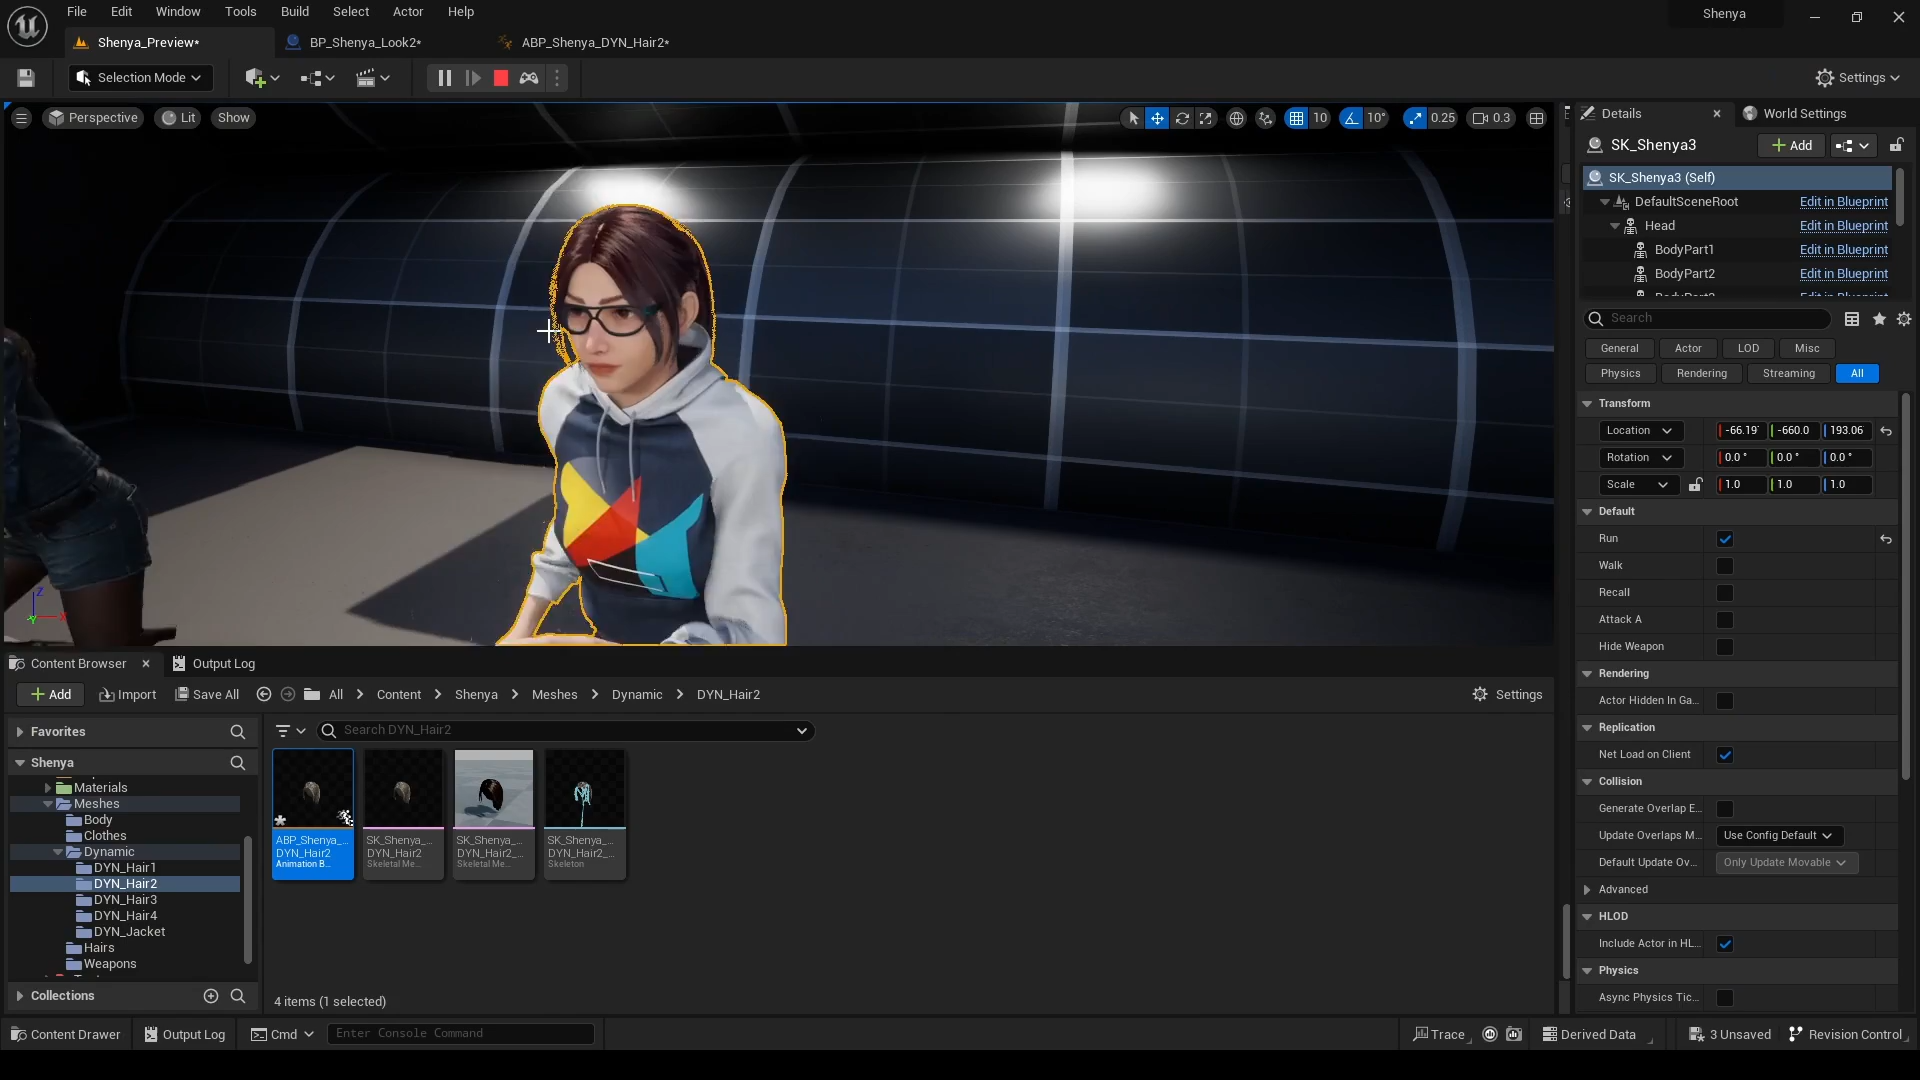 File Edit Window Tools Build Select Actor Help
Shenya
Shenya_Preview* BP_Shenya_Look2* ABP_Shenya_DYN_Hair2*
Selection Mode
Settings
Perspective Lit Show
10 10° 0.25 0.3
Details World Settings
SK_Shenya3 Add
SK_Shenya3 (Self)
DefaultSceneRoot Edit in Blueprint
Head Edit in Blueprint
BodyPart1 Edit in Blueprint
BodyPart2 Edit in Blueprint
Search
General Actor LOD Misc
Physics Rendering Streaming All
Transform
Location -66.19 -660.0 193.06
Rotation 0.0 ° 0.0 ° 0.0 °
Scale 1.0 1.0 1.0
Default
Run
Walk
Recall
Attack A
Hide Weapon
Rendering
Actor Hidden In Ga...
Replication
Net Load on Client
Collision
Generate Overlap E...
Update Overlaps M... Use Config Default
Default Update Ov... Only Update Movable
Advanced
HLOD
Include Actor in HL...
Physics
Async Physics Tic...
Z
Content Browser Output Log
Add Import Save All All Content Shenya Meshes Dynamic DYN_Hair2 Settings
Favorites
Search DYN_Hair2
Shenya
Materials
Meshes
Body
Clothes
Dynamic
DYN_Hair1
DYN_Hair2
DYN_Hair3
DYN_Hair4
DYN_Jacket
Hairs
Weapons
Collections
ABP_Shenya_...
DYN_Hair2
Animation B...
SK_Shenya_...
DYN_Hair2
Skeletal Me...
SK_Shenya_...
DYN_Hair2_...
Skeletal Me...
SK_Shenya_...
DYN_Hair2_...
Skeleton
4 items (1 selected)
Content Drawer Output Log Cmd Enter Console Command
Trace Derived Data 3 Unsaved Revision Control